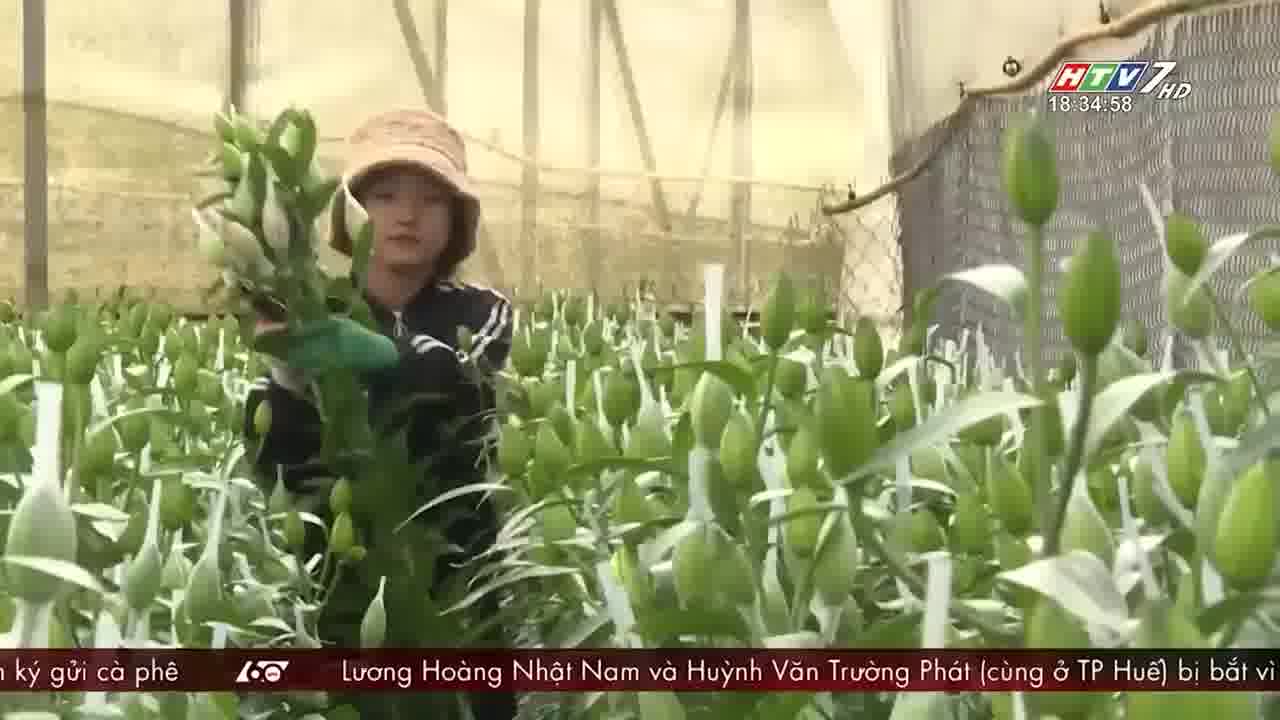 HTV7 HD
18:34:58
n ký gửi cà phê 60 Lương Hoàng Nhật Nam và Huỳnh Văn Trường Phát (cùng ở TP Huế) bị bắt vì